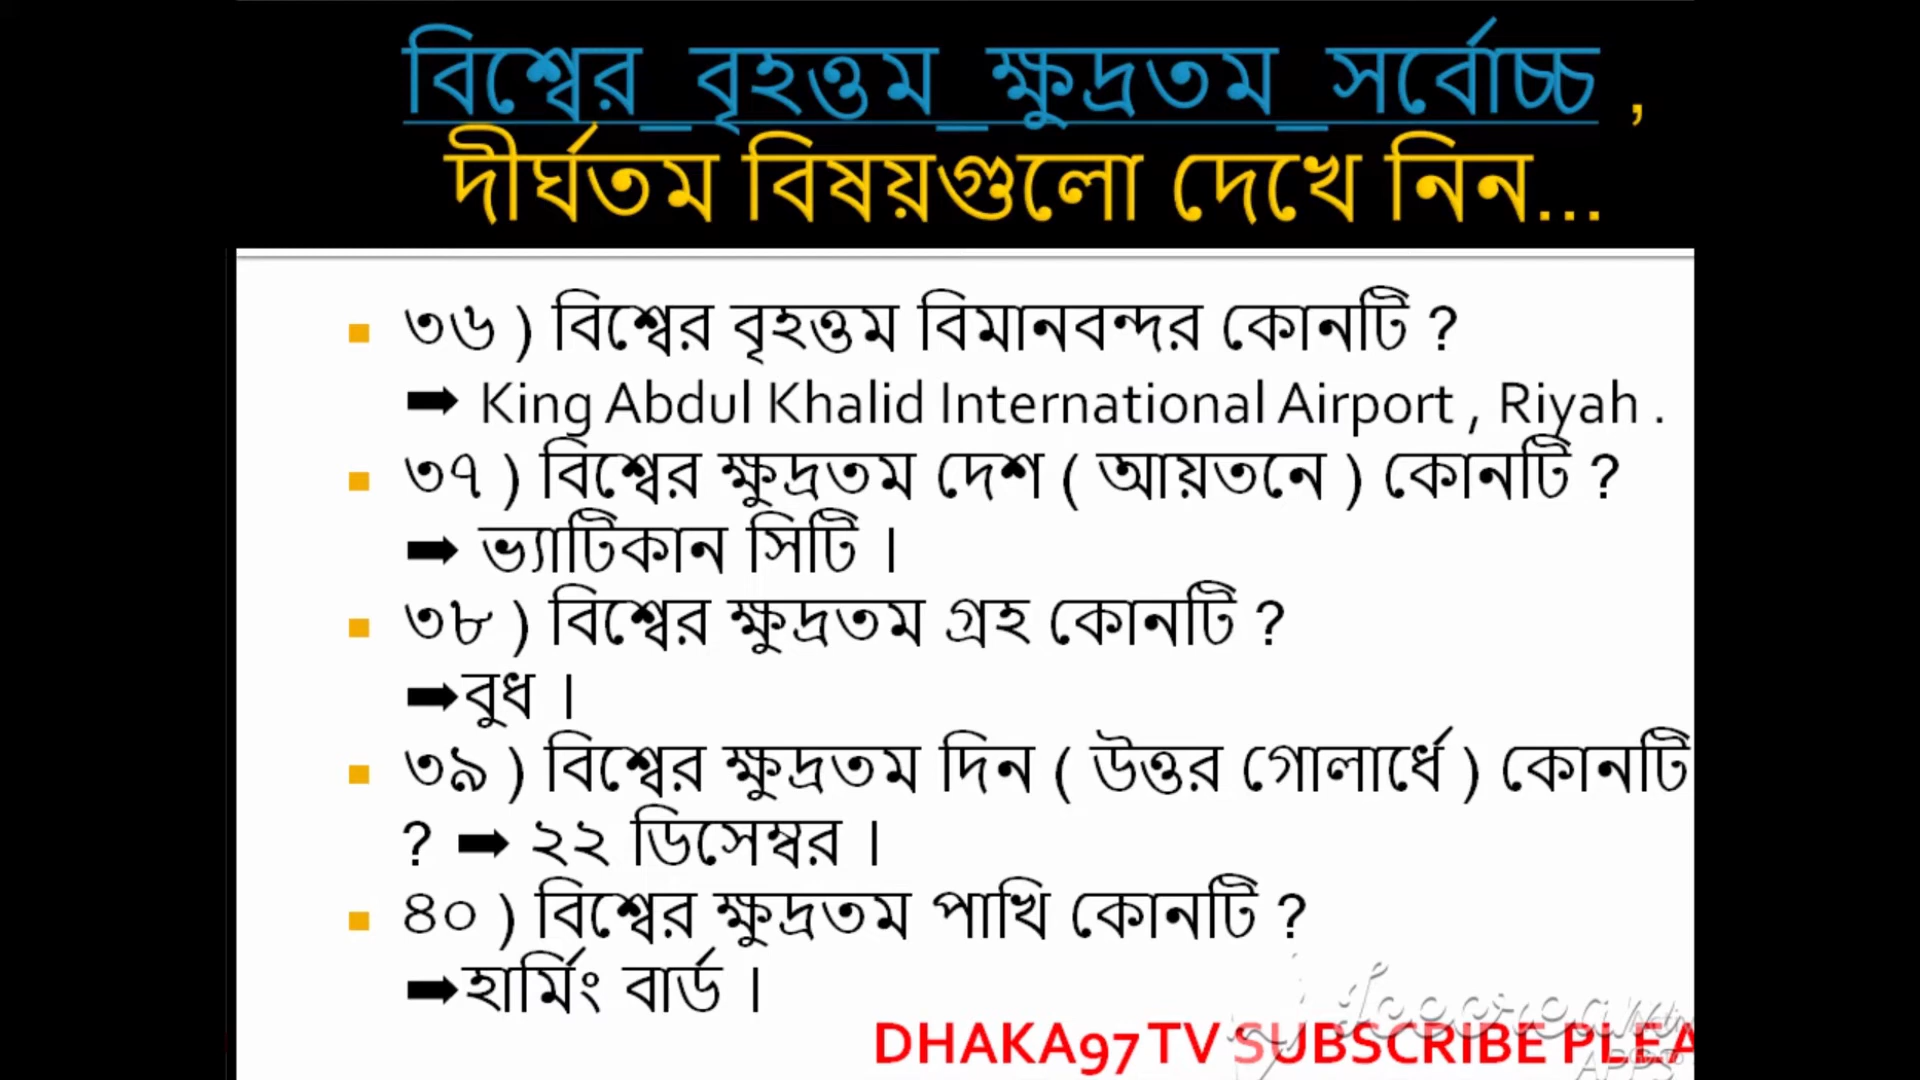 বিশ্বের_বৃহত্তম_ক্ষুদ্রতম_সর্বোচ্চ ,
দীর্ঘতম বিষয়গুলো দেখে নিন...
৩৬ ) বিশ্বের বৃহত্তম বিমানবন্দর কোনটি ?
➡ King Abdul Khalid International Airport , Riyah .
৩৭ ) বিশ্বের ক্ষুদ্রতম দেশ ( আয়তনে ) কোনটি ?
➡ ভ্যাটিকান সিটি ।
৩৮ ) বিশ্বের ক্ষুদ্রতম গ্রহ কোনটি ?
➡বুধ ।
৩৯ ) বিশ্বের ক্ষুদ্রতম দিন ( উত্তর গোলার্ধে ) কোনটি
? ➡ ২২ ডিসেম্বর ।
৪০ ) বিশ্বের ক্ষুদ্রতম পাখি কোনটি ?
➡হার্মিং বার্ড ।
DHAKA97 TV SUBSCRIBE PLEA